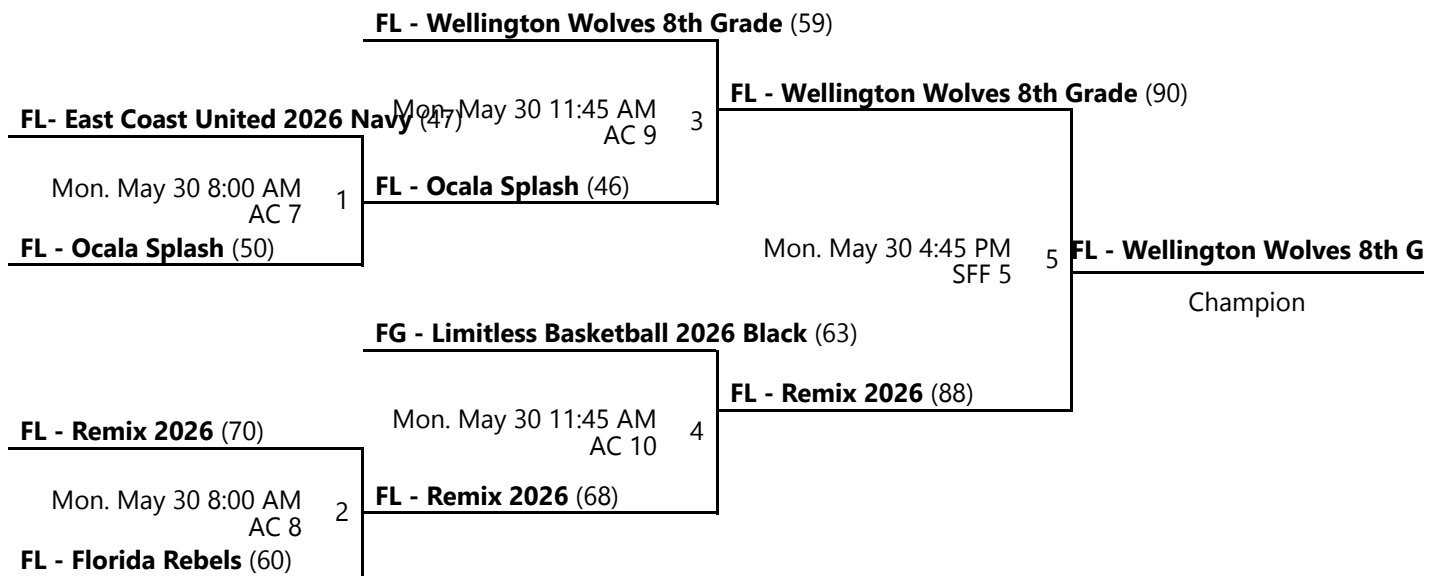 FL - Wellington Wolves 8th Grade (59)
FL - Wellington Wolves 8th Grade (90)
FL- East Coast United 2026 Navy (47)
Mon. May 30 11:45 AM
AC 9
3
Mon. May 30 8:00 AM
AC 7
1
FL - Ocala Splash (46)
FL - Ocala Splash (50)
Mon. May 30 4:45 PM
SFF 5
5
FL - Wellington Wolves 8th G
Champion
FG - Limitless Basketball 2026 Black (63)
FL - Remix 2026 (88)
Mon. May 30 11:45 AM
AC 10
4
FL - Remix 2026 (70)
Mon. May 30 8:00 AM
AC 8
2
FL - Remix 2026 (68)
FL - Florida Rebels (60)